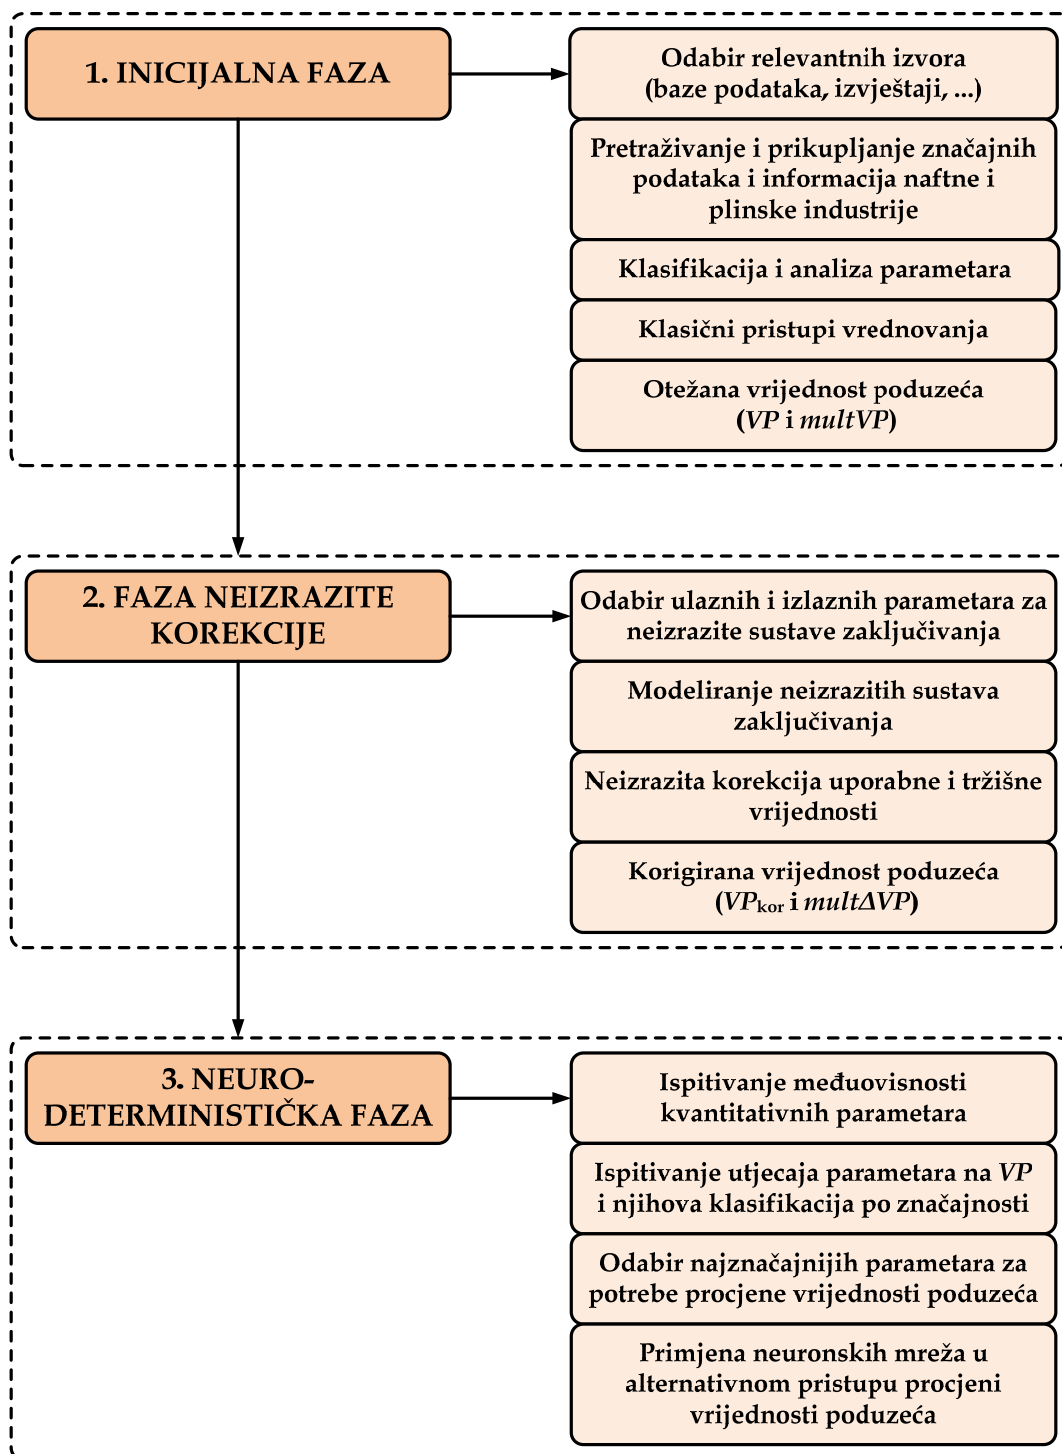 1. INICIJALNA FAZA
Odabir relevantnih izvora
(baze podataka, izvještaji, ...)
Pretraživanje i prikupljanje značajnih
podataka i informacija naftne i
plinske industrije
Klasifikacija i analiza parametara
Klasični pristupi vrednovanja
Otežana vrijednost poduzeća
(VP i multVP)
2. FAZA NEIZRAZITE
KOREKCIJE
Odabir ulaznih i izlaznih parametara za
neizrazite sustave zaključivanja
Modeliranje neizrazitih sustava
zaključivanja
Neizrazita korekcija uporabne i tržišne
vrijednosti
Korigirana vrijednost poduzeća
(VPkor i multΔVP)
3. NEURO-
DETERMINISTIČKA FAZA
Ispitivanje međuovisnosti
kvantitativnih parametara
Ispitivanje utjecaja parametara na VP
i njihova klasifikacija po značajnosti
Odabir najznačajnijih parametara za
potrebe procjene vrijednosti poduzeća
Primjena neuronskih mreža u
alternativnom pristupu procjeni
vrijednosti poduzeća